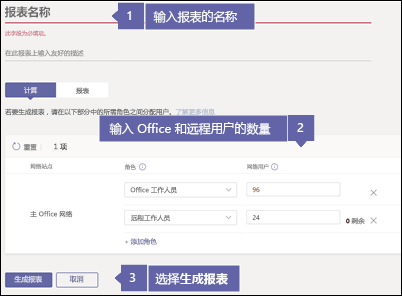 报表名称
1 输入报表的名称
此字段为必填项。
在此报表上输入友好的描述
计算 报表
若要生成报表，请在以下部分中的所需角色之间分配用户。了解更多信息
输入 Office 和远程用户的数量 2
重置： 1 项
网络站点 角色 网络用户
Office 工作人员 96
主 Office 网络
远程工作人员 24 0 剩余
+ 添加角色
生成报表 取消 3 选择生成报表